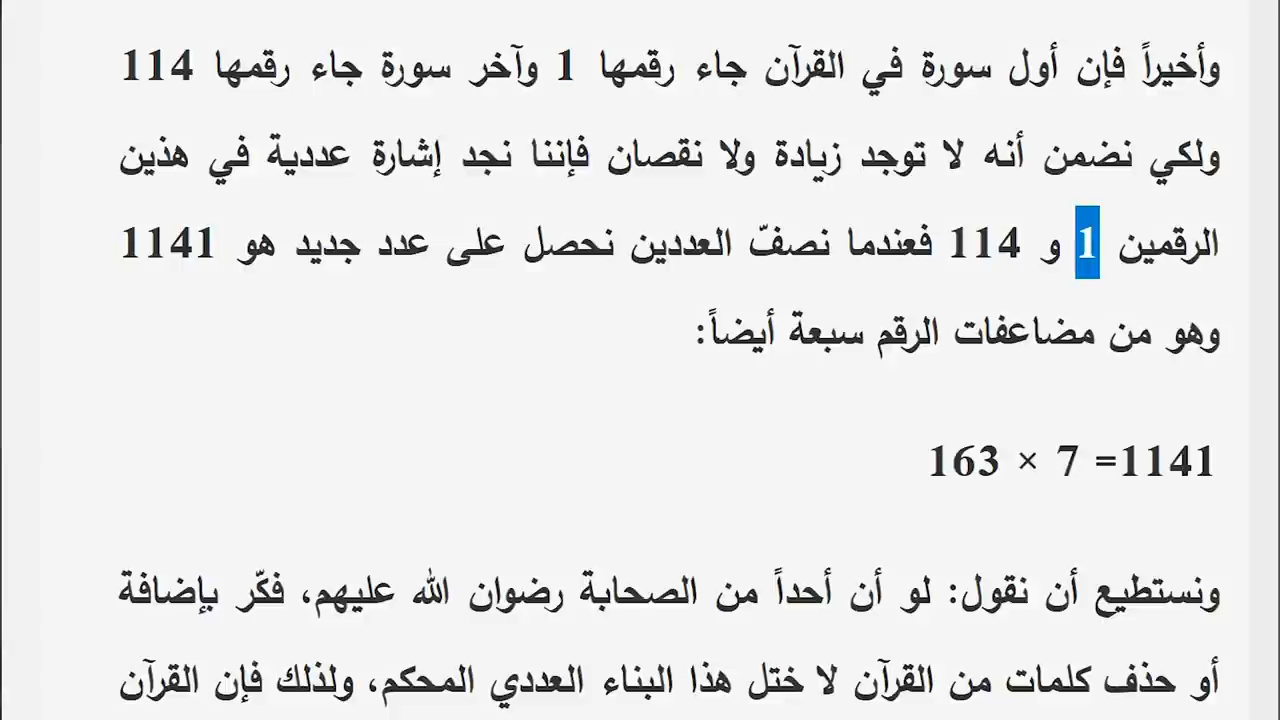 وأخيراً فإن أول سورة في القرآن جاء رقمها 1 وآخر سورة جاء رقمها 114
ولكي نضمن أنه لا توجد زيادة ولا نقصان فإننا نجد إشارة عددية في هذين
الرقمين 1 و 114 فعندما نصفّ العددين نحصل على عدد جديد هو 1141
وهو من مضاعفات الرقم سبعة أيضاً:
1141= 7 × 163
ونستطيع أن نقول: لو أن أحداً من الصحابة رضوان الله عليهم، فكّر بإضافة
أو حذف كلمات من القرآن لا ختل هذا البناء العددي المحكم، ولذلك فإن القرآن